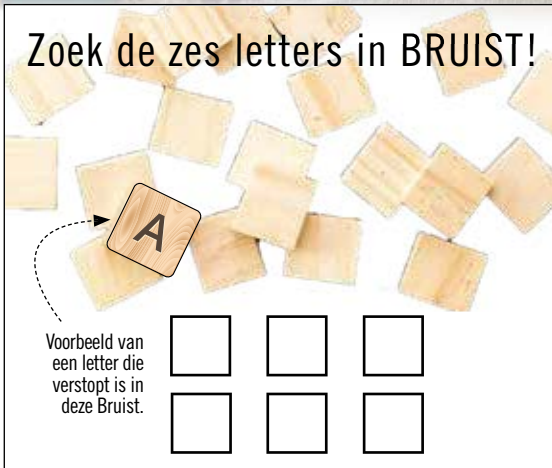 Zoek de zes letters in BRUIST!
A
Voorbeeld van
een letter die
verstopt is in
deze Bruist.